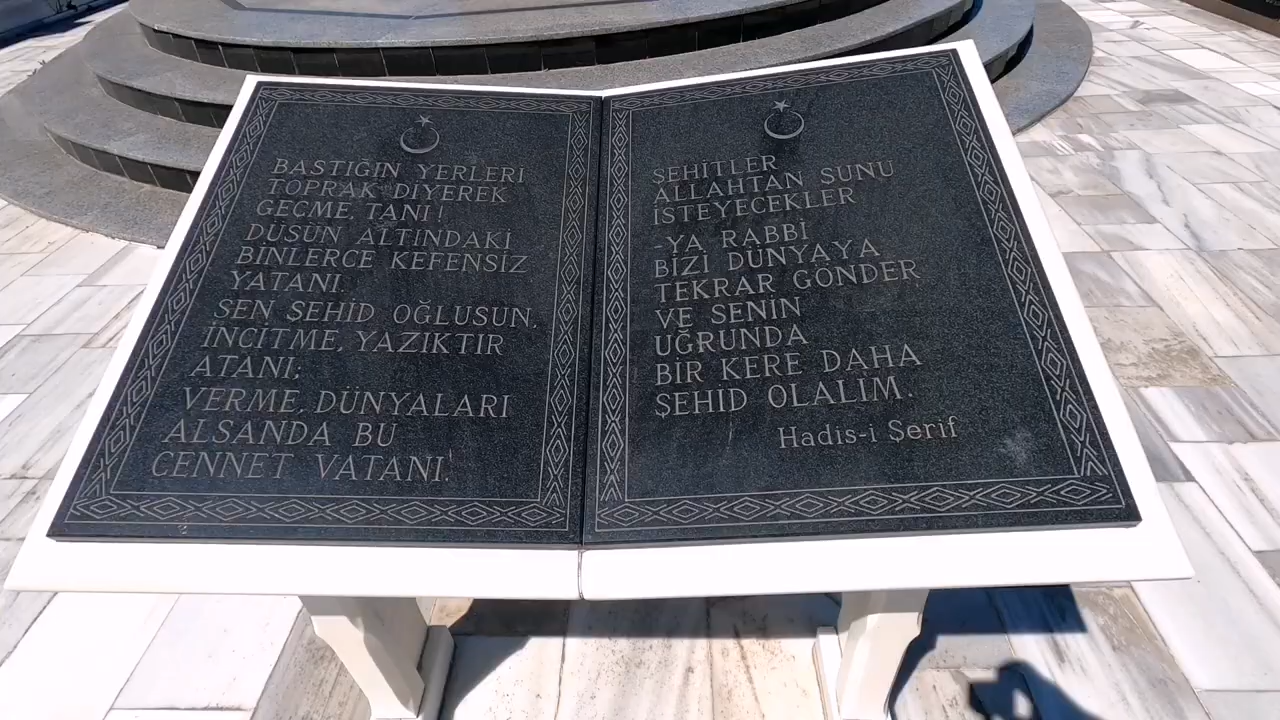 BASTIĞIN YERLERI
TOPRAK DİYEREK
GEÇME, TANI!
DÜŞÜN ALTINDAKİ
BİNLERCE KEFENSİZ
YATANI.
SEN ŞEHİD OĞLUSUN,
İNCİTME, YAZIKTIR
ATANI;
VERME, DÜNYALARI
ALSANDA BU
CENNET VATANI!
ŞEHİTLER
ALLAHTAN ŞUNU
İSTEYECEKLER
-YA RABBİ
BİZİ DÜNYAYA
TEKRAR GÖNDER,
VE SENİN
UĞRUNDA
BİR KERE DAHA
ŞEHID OLALIM.
Hadis-i Şerif